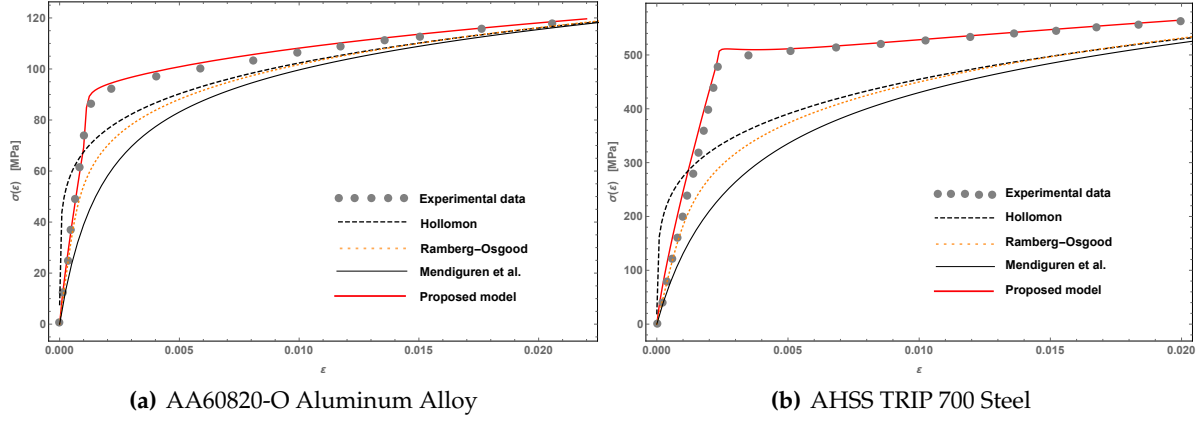 120
100
80
60
40
20
0
σ(ε) [MPa]
0.000
0.005
0.010
0.015
0.020
ε
Experimental data
Hollomon
Ramberg-Osgood
Mendiguren et al.
Proposed model
(a) AA60820-O Aluminum Alloy
500
400
300
200
100
0
σ(ε) [MPa]
0.000
0.005
0.010
0.015
0.020
ε
Experimental data
Hollomon
Ramberg-Osgood
Mendiguren et al.
Proposed model
(b) AHSS TRIP 700 Steel